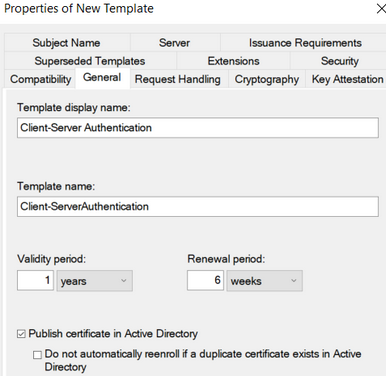 Properties of New Template
Subject Name Server Issuance Requirements
Superseded Templates Extensions Security
Compatibility General Request Handling Cryptography Key Attestation
Template display name:
Client-Server Authentication
Template name:
Client-ServerAuthentication
Validity period: Renewal period:
1 years 6 weeks
Publish certificate in Active Directory
Do not automatically reenroll if a duplicate certificate exists in Active
Directory